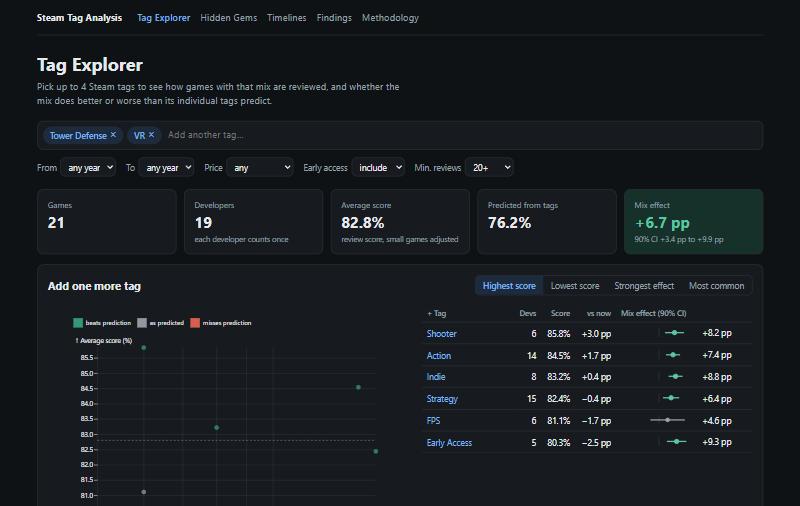 Steam Tag Analysis Tag Explorer Hidden Gems Timelines Findings Methodology
Tag Explorer
Pick up to 4 Steam tags to see how games with that mix are reviewed, and whether the
mix does better or worse than its individual tags predict.
Tower Defense × VR × Add another tag...
From any year To any year Price any Early access include Min. reviews 20+
Games
21
Developers
19
each developer counts once
Average score
82.8%
review score, small games adjusted
Predicted from tags
76.2%
Mix effect
+6.7 pp
90% CI +3.4 pp to +9.9 pp
Add one more tag
Highest score Lowest score Strongest effect Most common
beats prediction as predicted misses prediction
↑ Average score (%)
85.5
85.0
84.5
84.0
83.5
83.0
82.5
82.0
81.5
81.0
+ Tag Devs Score vs now Mix effect (90% CI)
Shooter 6 85.8% +3.0 pp +8.2 pp
Action 14 84.5% +1.7 pp +7.4 pp
Indie 8 83.2% +0.4 pp +8.8 pp
Strategy 15 82.4% −0.4 pp +6.4 pp
FPS 6 81.1% −1.7 pp +4.6 pp
Early Access 5 80.3% −2.5 pp +9.3 pp